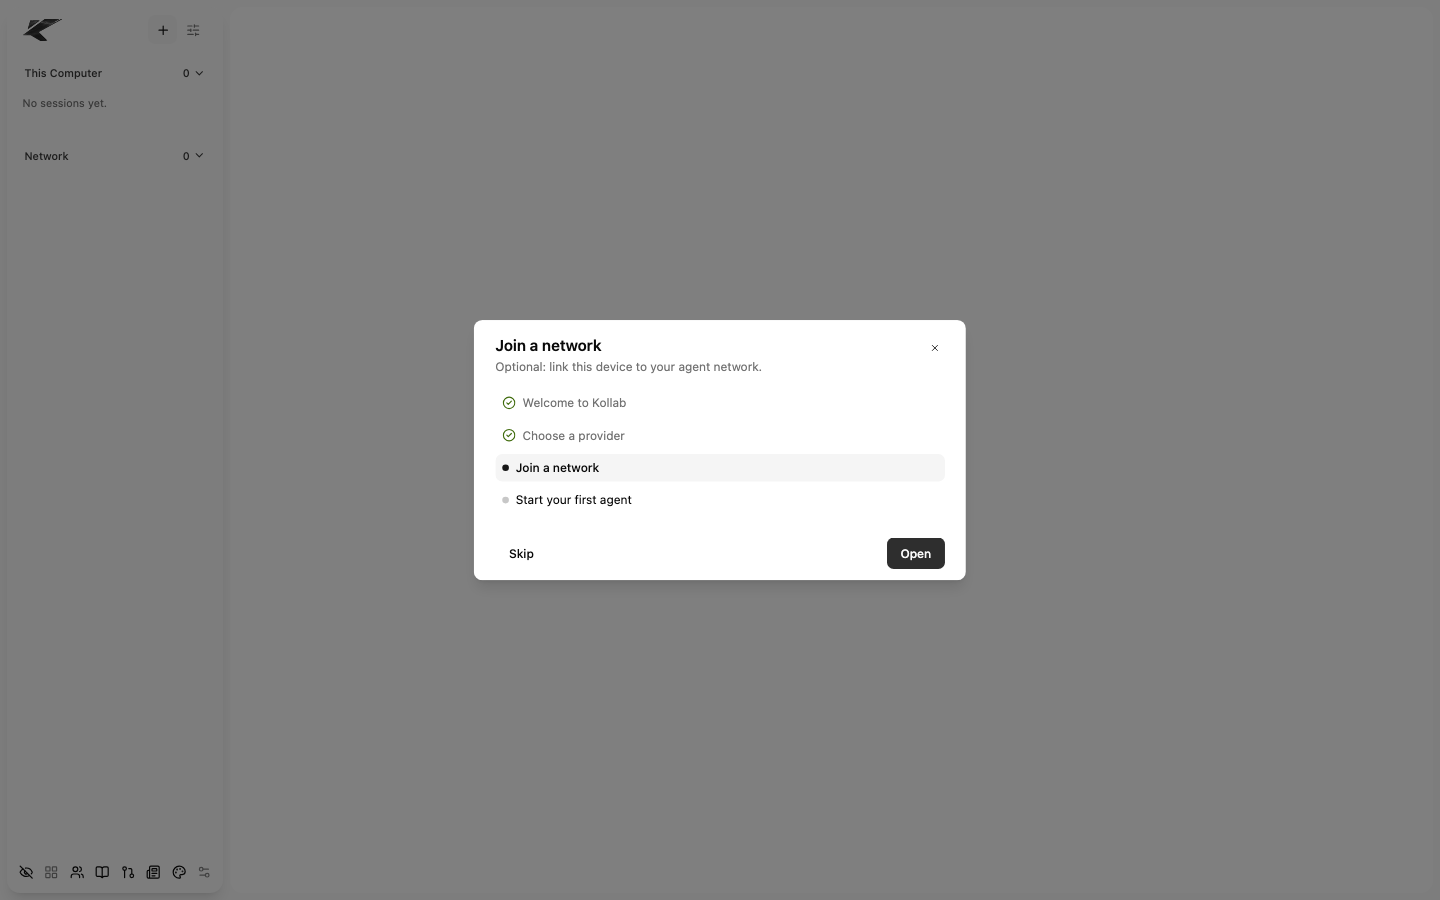 This Computer 0
No sessions yet.
Network 0
Join a network
Optional: link this device to your agent network.
Welcome to Kollab
Choose a provider
Join a network
Start your first agent
Skip Open